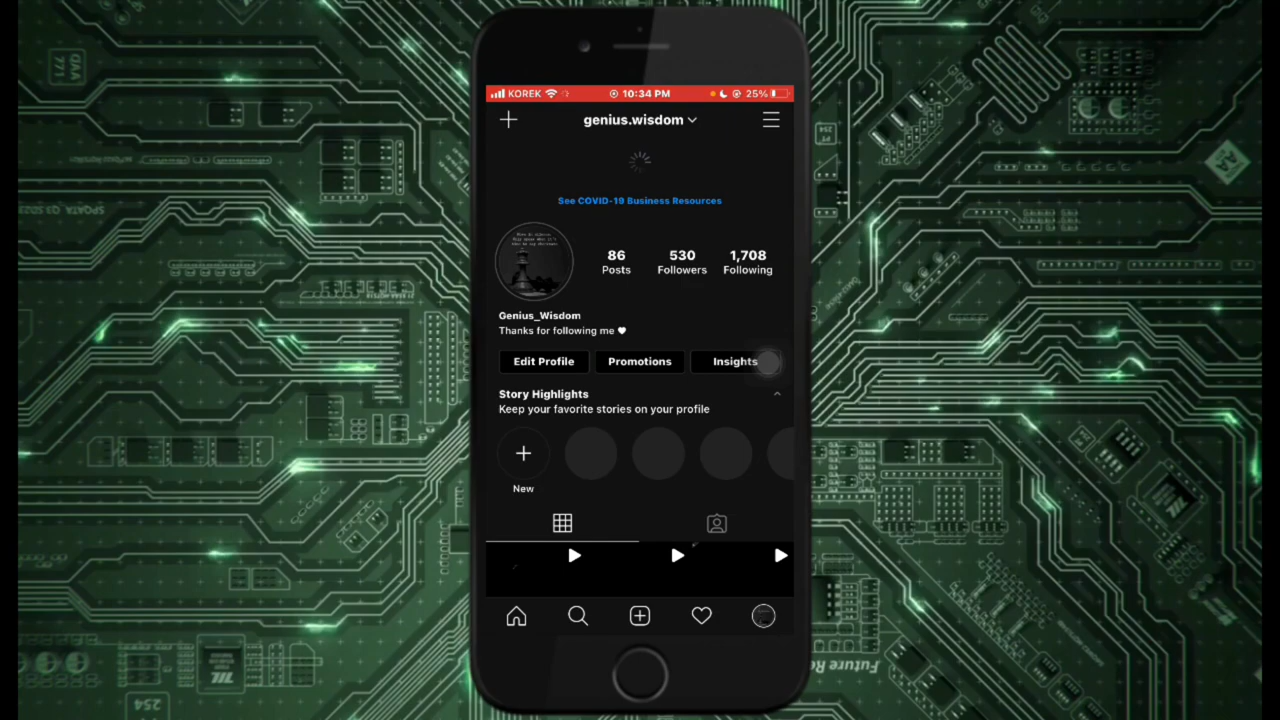 KOREK 10:34 PM 25%
genius.wisdom
See COVID-19 Business Resources
86 530 1,708
Posts Followers Following
Genius_Wisdom
Thanks for following me
Edit Profile Promotions Insights
Story Highlights
Keep your favorite stories on your profile
New